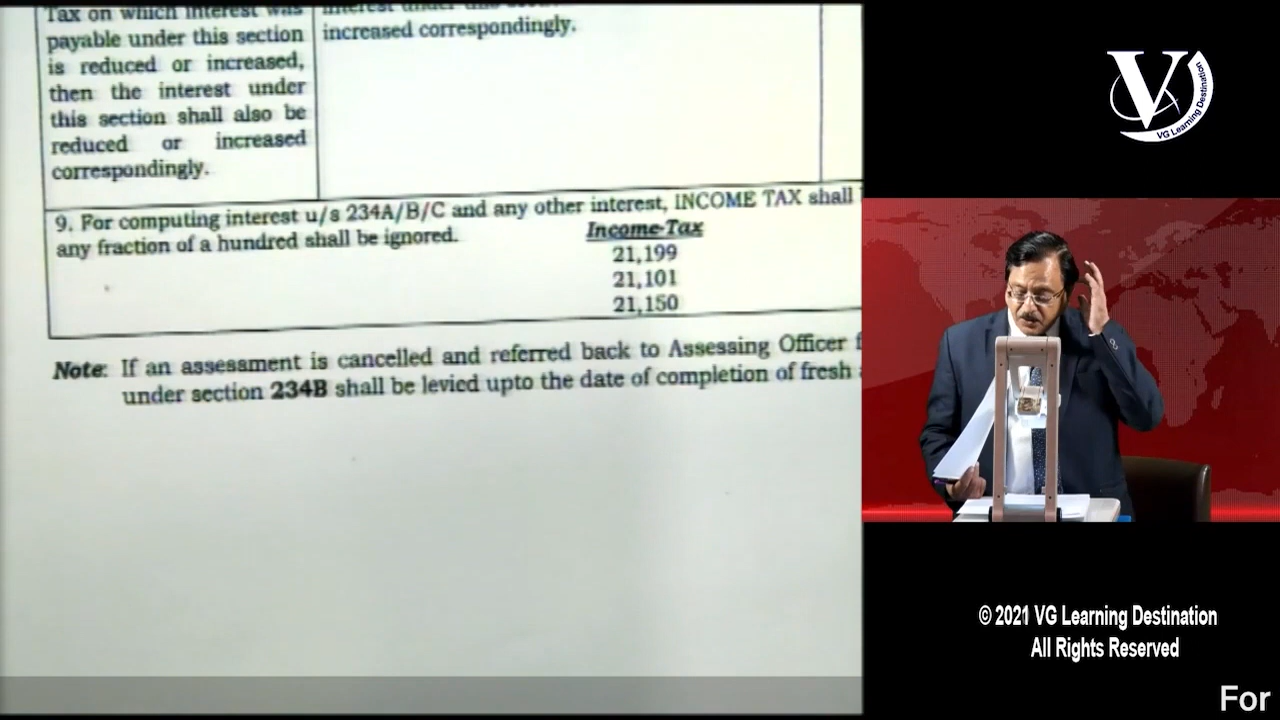 Tax on which interest was
payable under this section
is reduced or increased,
then the interest under
this section shall also be
reduced or increased
correspondingly.
interest under this
increased correspondingly.
9. For computing interest u/s 234A/B/C and any other interest, INCOME TAX shall
any fraction of a hundred shall be ignored.
Income-Tax
21,199
21,101
21,150
Note: If an assessment is cancelled and referred back to Assessing Officer
under section 234B shall be levied upto the date of completion of fresh
V
VG Learning Destination
© 2021 VG Learning Destination
All Rights Reserved
For